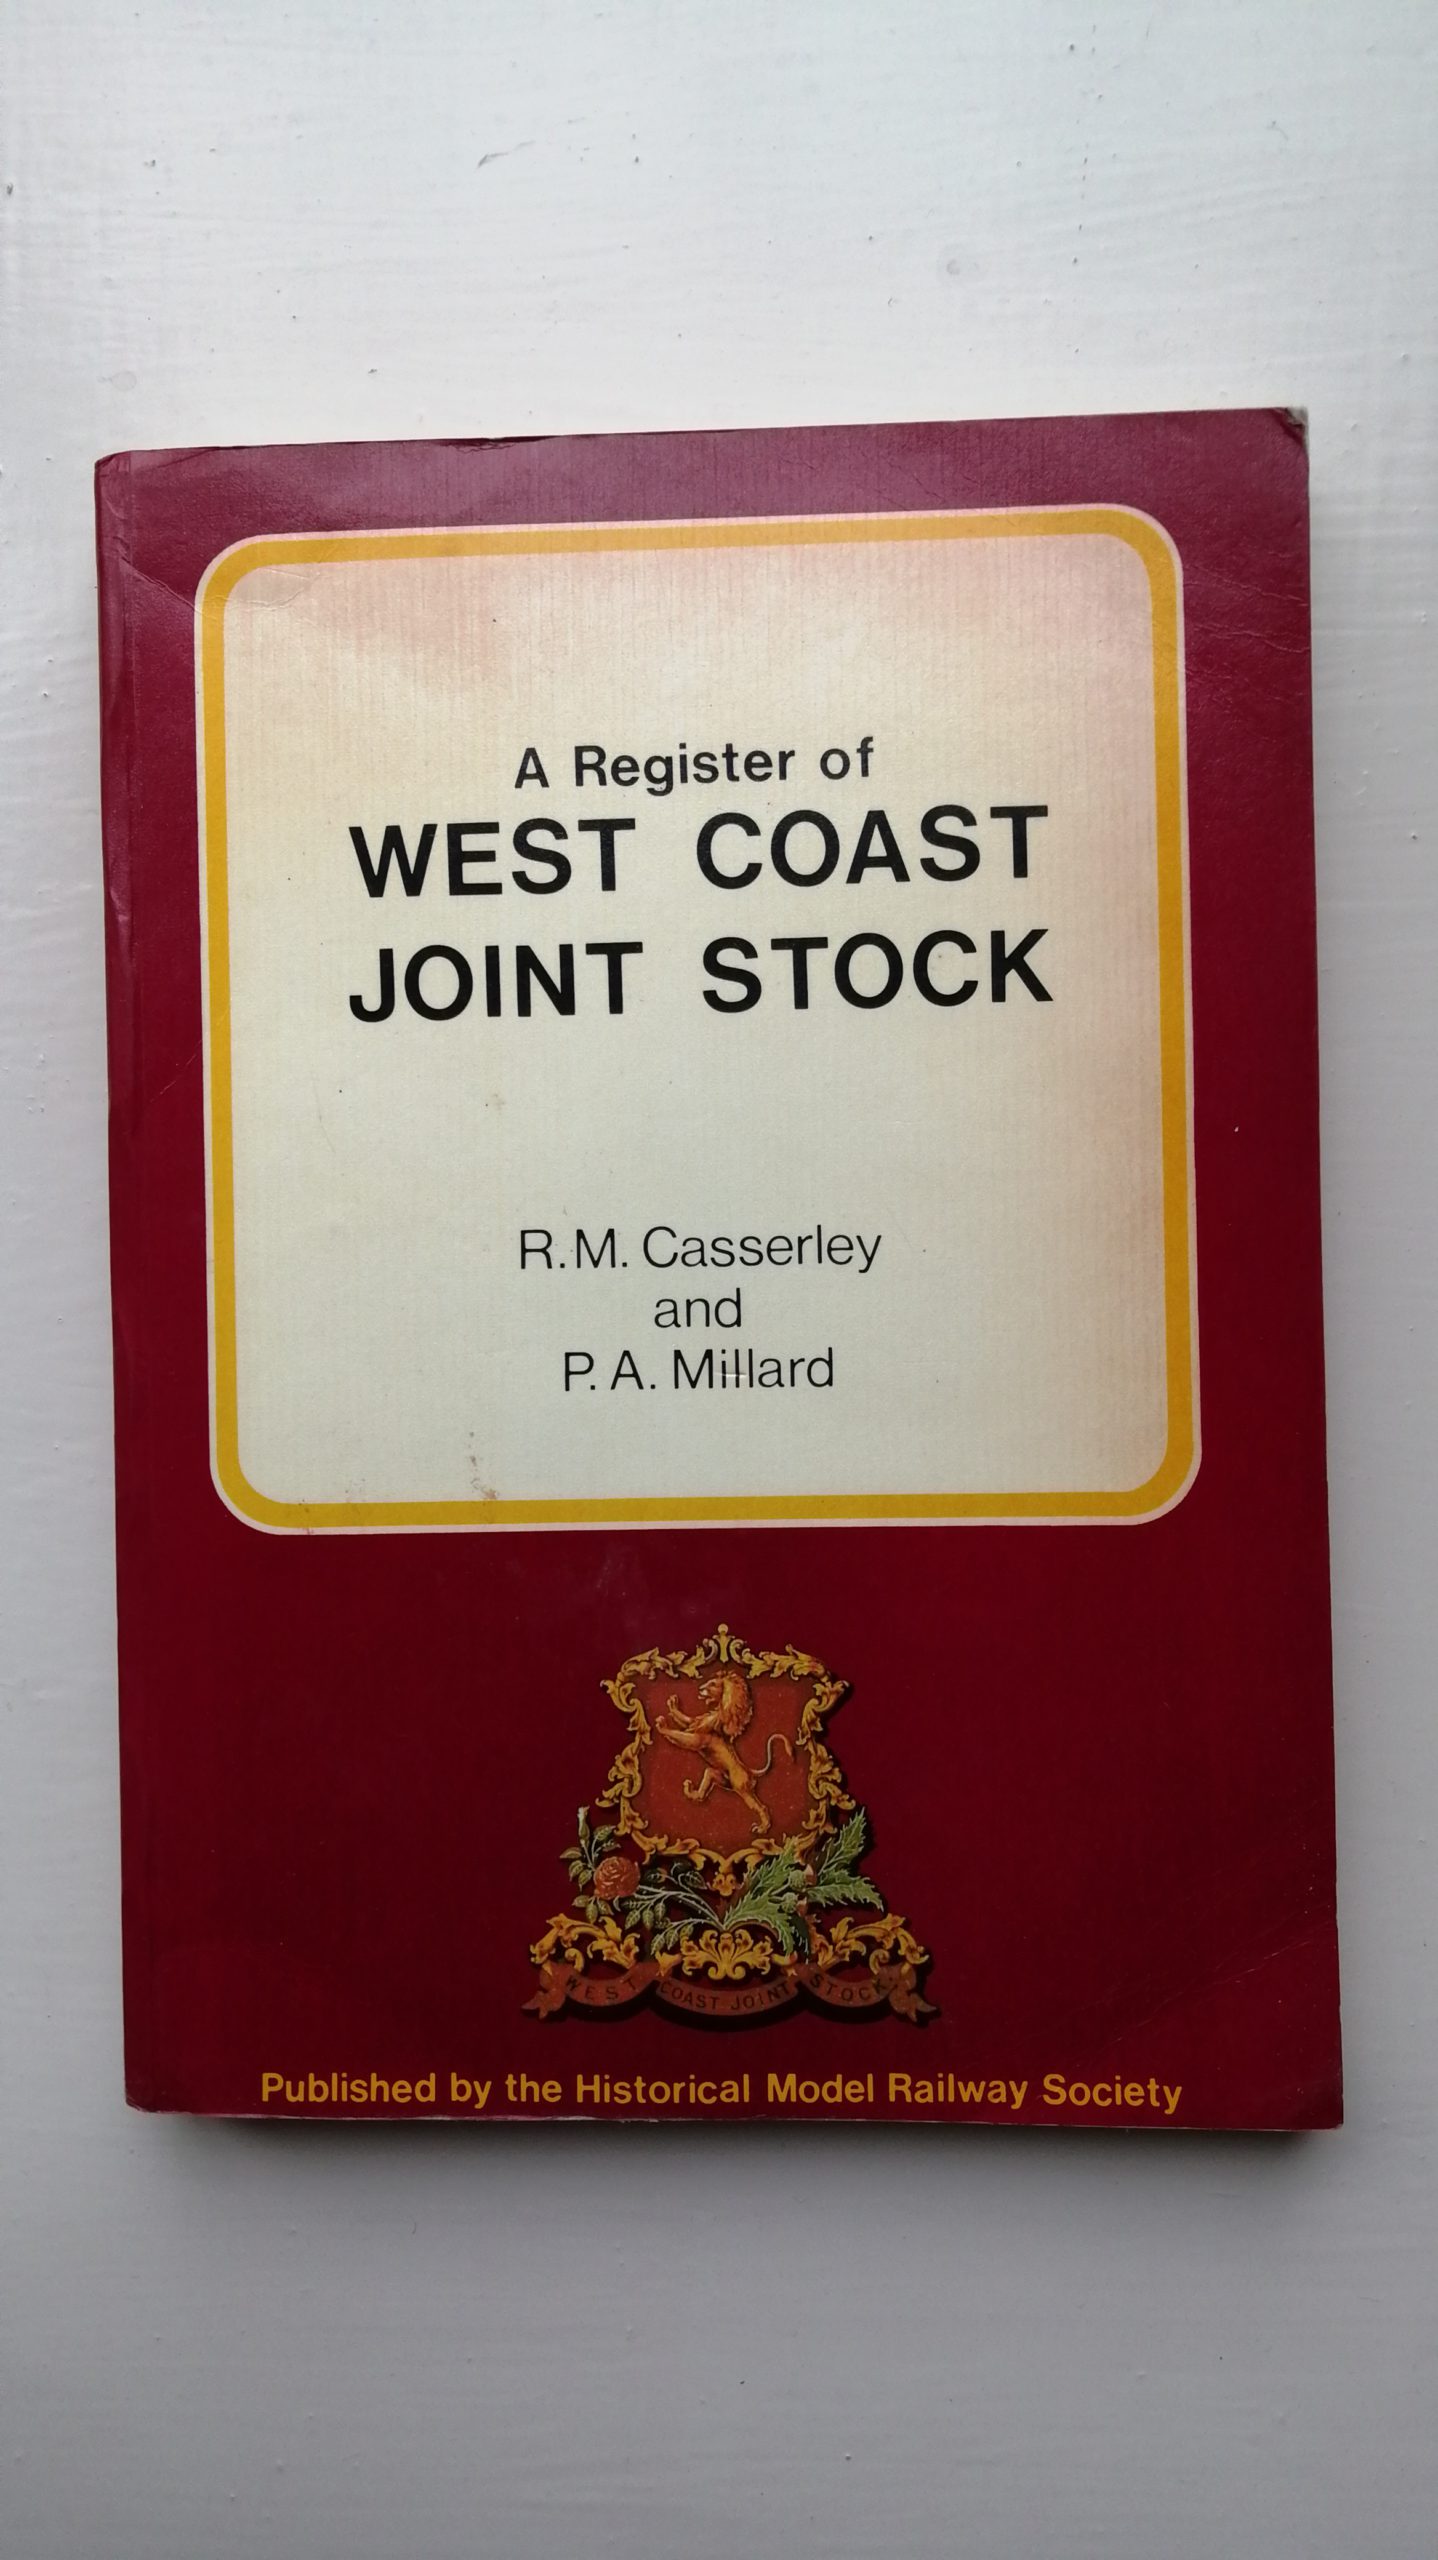 A Register of
WEST COAST
JOINT STOCK
R.M. Casserley
and
P. A. Millard
WEST COAST JOINT STOCK
Published by the Historical Model Railway Society